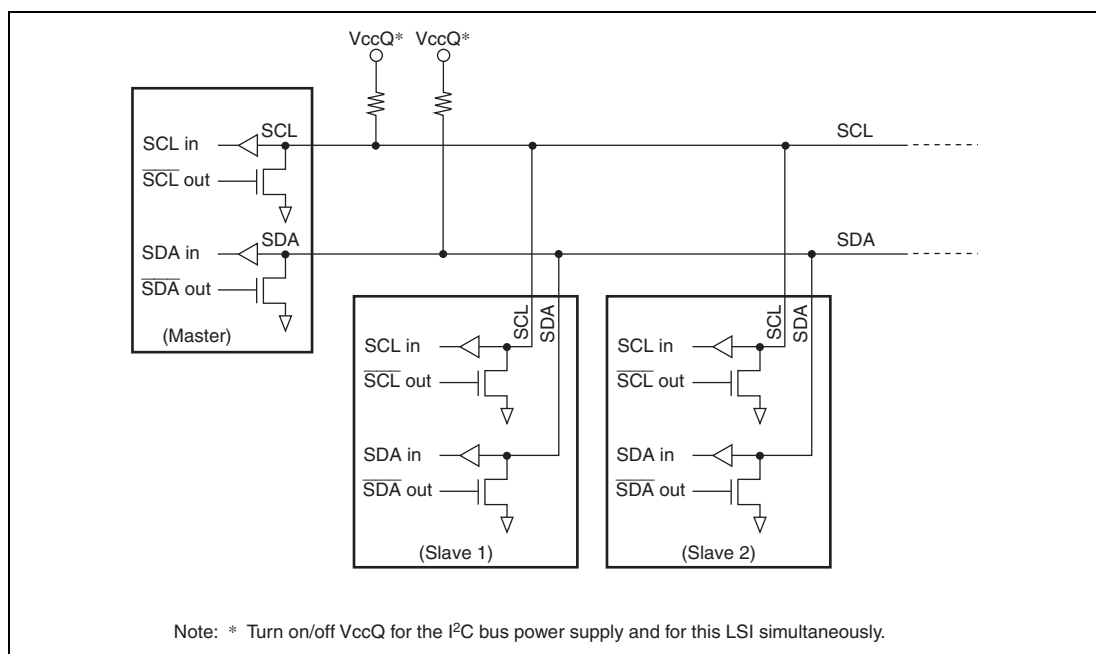 VccQ* VccQ*
SCL
SCL in
SCL out
SDA
SDA in
SDA out
(Master)
SCL
SDA
SCL
SDA
SCL in
SCL out
SDA in
SDA out
(Slave 1)
SCL
SDA
SCL in
SCL out
SDA in
SDA out
(Slave 2)
Note: * Turn on/off VccQ for the I²C bus power supply and for this LSI simultaneously.